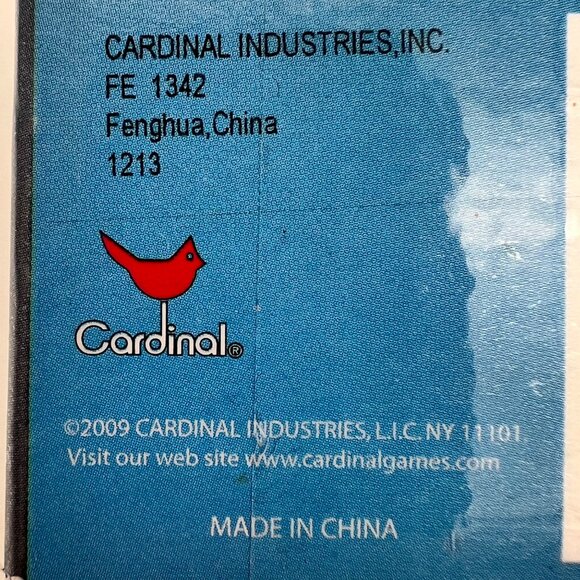 CARDINAL INDUSTRIES,INC.
FE 1342
Fenghua,China
1213
Cardinal®
©2009 CARDINAL INDUSTRIES, L.I.C. NY 11101.
Visit our web site www.cardinalgames.com
MADE IN CHINA